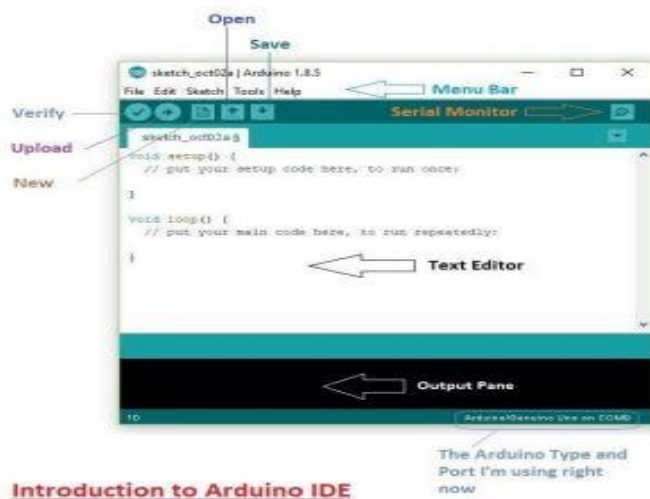 Open
Save
sketch_oct02a | Arduino 1.8.5
File Edit Sketch Tools Help
Menu Bar
Verify
Serial Monitor
Upload
sketch_oct02a §
New
void setup() {
// put your setup code here, to run once:
}
void loop() {
// put your main code here, to run repeatedly:
}
Text Editor
Output Pane
10
Arduino/Genuino Uno on
The Arduino Type and
Port I'm using right
now
Introduction to Arduino IDE